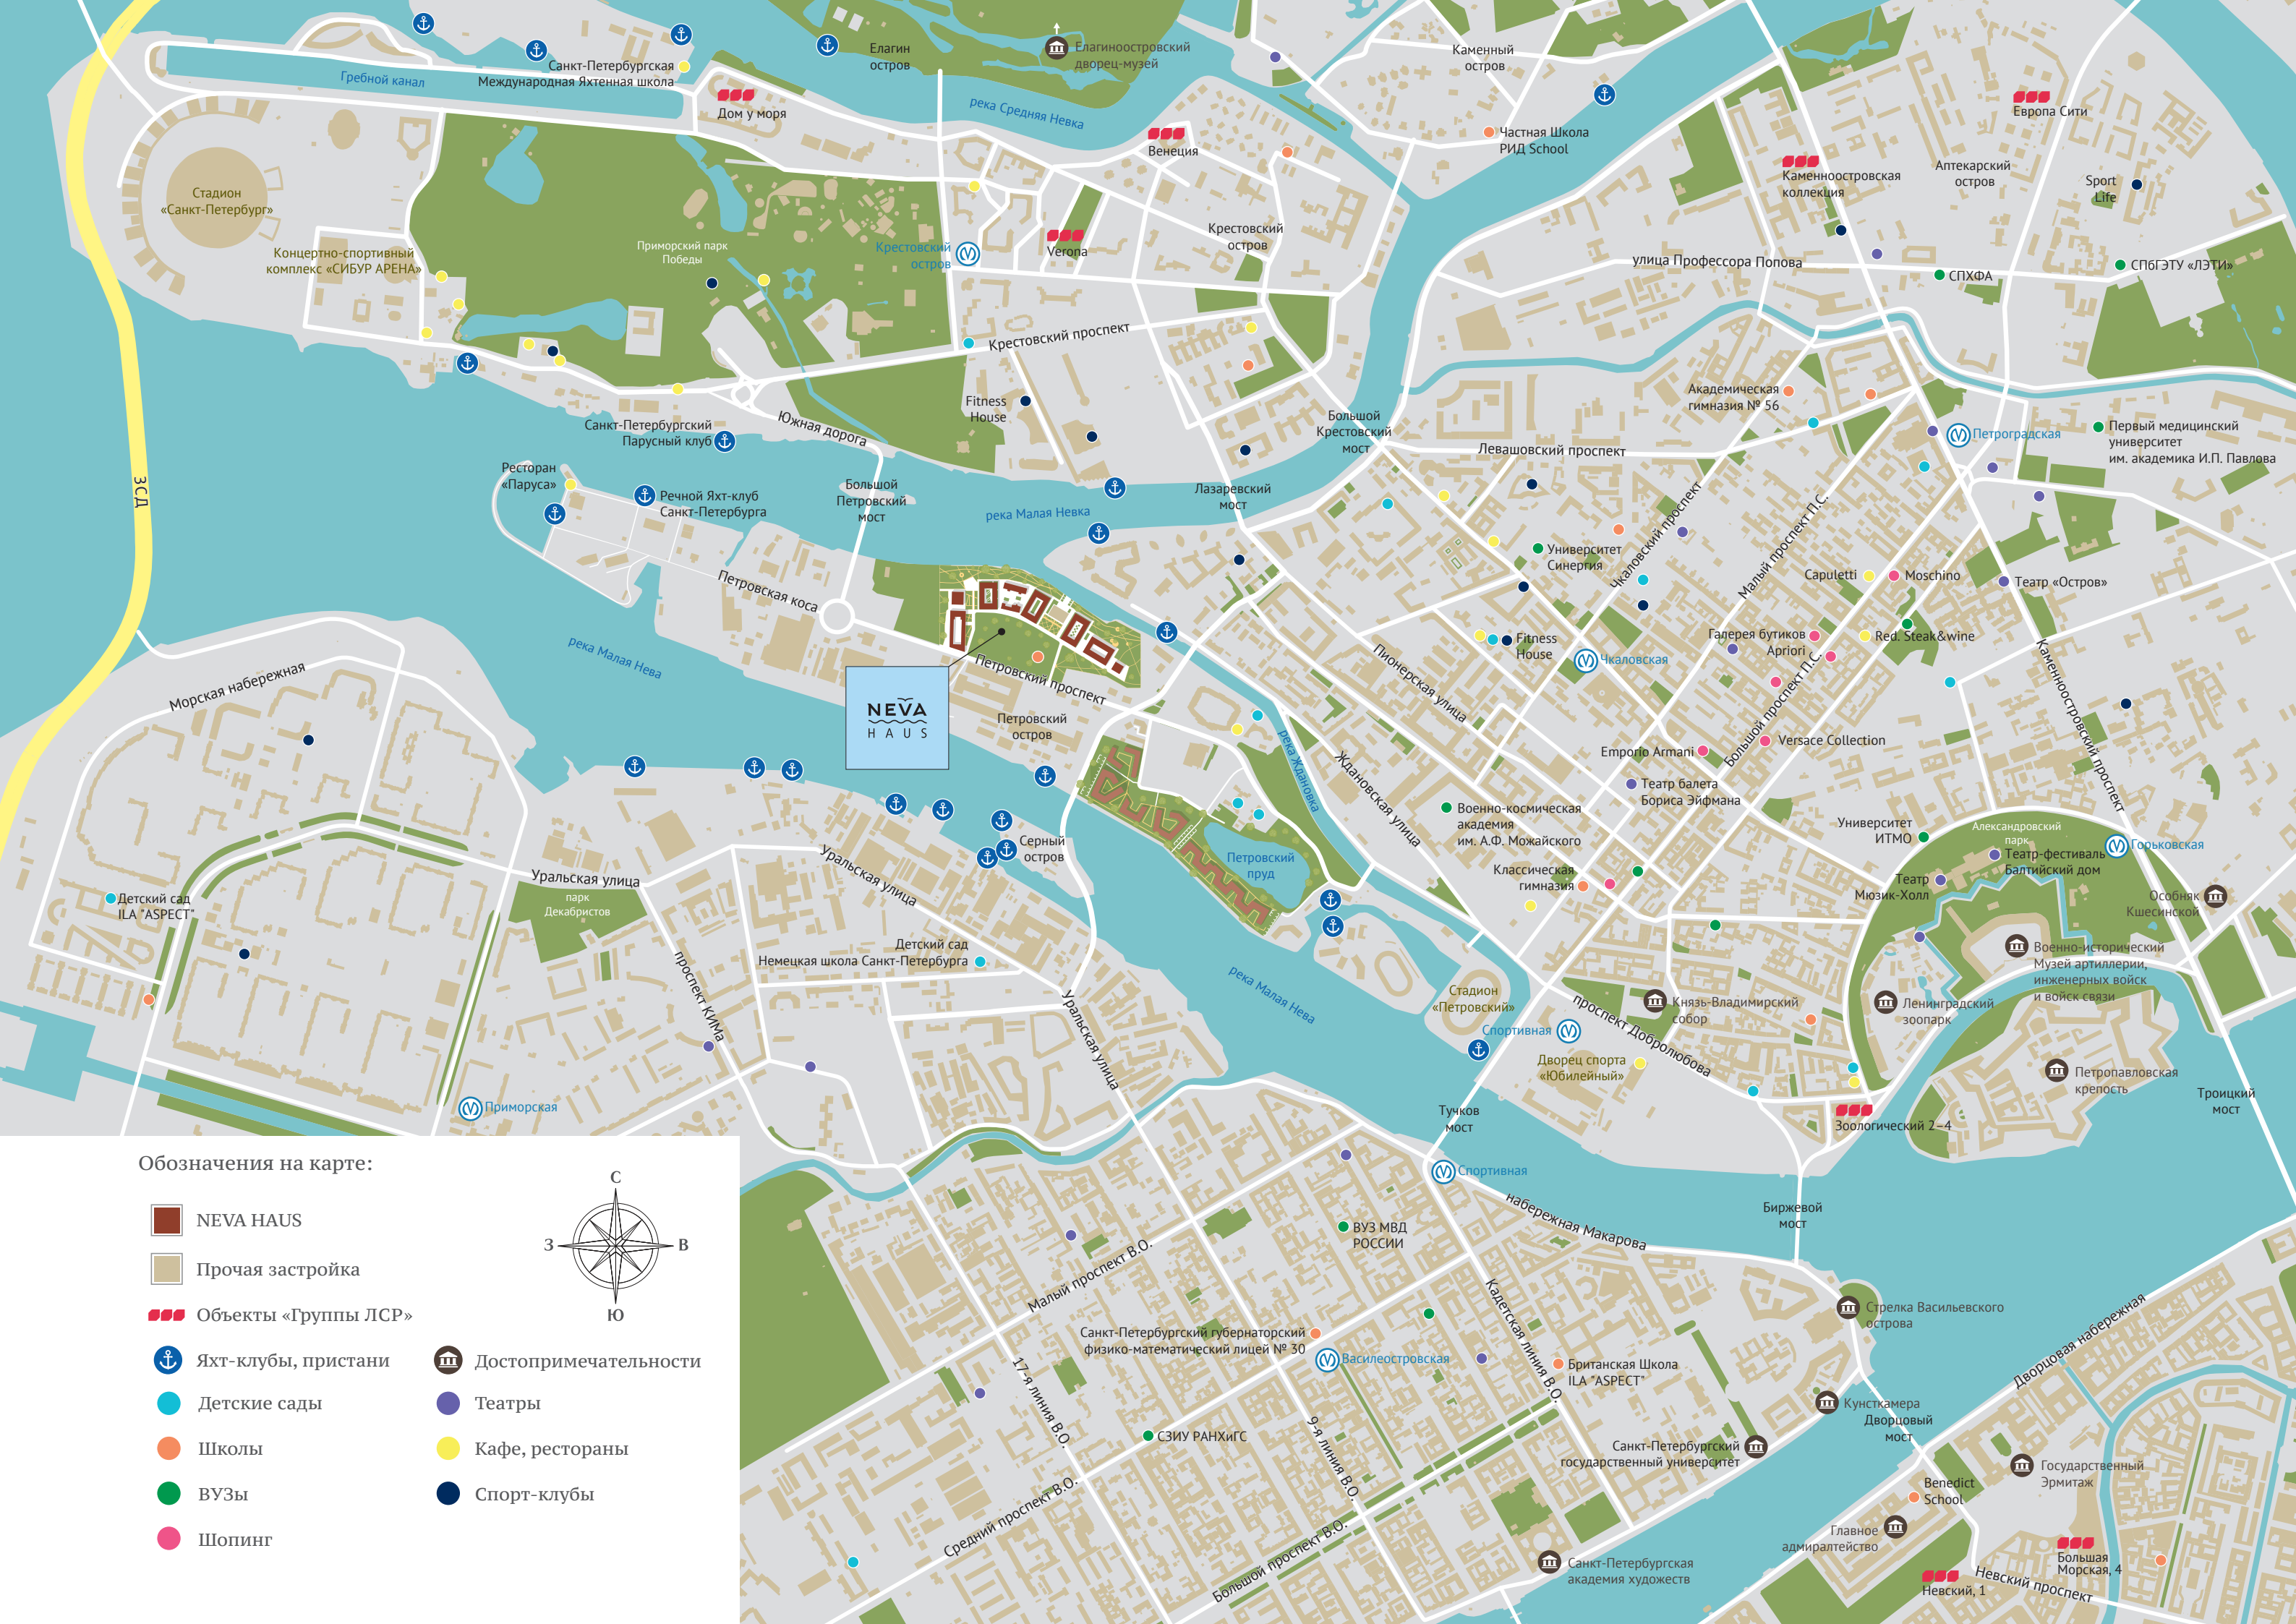 Елагин
остров
Елагиноостровский
дворец-музей
Каменный
остров
Санкт-Петербургская
Международная Яхтенная школа
Гребной канал
Дом у моря
река Средняя Невка
Венеция
Частная Школа
РИД School
Европа Сити
Каменноостровская
коллекция
Аптекарский
остров
Sport
Life
Стадион
«Санкт-Петербург»
Концертно-спортивный
комплекс «СИБУР АРЕНА»
Приморский парк
Победы
Крестовский
остров
Verona
Крестовский
остров
улица Профессора Попова
СПХФА
СПбГЭТУ «ЛЭТИ»
Крестовский проспект
Fitness
House
Академическая
гимназия № 56
Южная дорога
Санкт-Петербургский
Парусный клуб
Большой
Крестовский
мост
Левашовский проспект
Петроградская
Первый медицинский
университет
им. академика И.П. Павлова
ЗСД
Ресторан
«Паруса»
Речной Яхт-клуб
Санкт-Петербурга
Большой
Петровский
мост
река Малая Невка
Лазаревский
мост
Чкаловский проспект
Малый проспект П.С.
Университет
Синергия
Capuletti
Moschino
Театр «Остров»
Петровская коса
река Малая Нева
Петровский проспект
Fitness
House
Чкаловская
Галерея бутиков
Apriori
Red. Steak&wine
Пионерская улица
Большой проспект П.С.
Каменноостровский проспект
Морская набережная
NEVA
HAUS
Петровский
остров
река Ждановка
Ждановская улица
Emporio Armani
Versace Collection
Театр балета
Бориса Эйфмана
Военно-космическая
академия
им. А.Ф. Можайского
Университет
ИТМО
Александровский
парк
Театр-фестиваль
Балтийский дом
Горьковская
Серный
остров
Уральская улица
Уральская улица
парк
Декабристов
Петровский
пруд
Классическая
гимназия
Театр
Мюзик-Холл
Особняк
Кшесинской
Детский сад
ILA "ASPECT"
Детский сад
Немецкая школа Санкт-Петербурга
проспект КИМа
Уральская улица
река Малая Нева
Стадион
«Петровский»
Спортивная
проспект Добролюбова
Князь-Владимирский
собор
Ленинградский
зоопарк
Военно-исторический
Музей артиллерии,
инженерных войск
и войск связи
Дворец спорта
«Юбилейный»
Петропавловская
крепость
Троицкий
мост
Приморская
Тучков
мост
Зоологический 2–4
Спортивная
набережная Макарова
Биржевой
мост
ВУЗ МВД
РОССИИ
Малый проспект В.О.
Кадетская линия В.О.
Стрелка Васильевского
острова
Дворцовая набережная
Санкт-Петербургский губернаторский
физико-математический лицей № 30
Василеостровская
Британская Школа
ILA "ASPECT"
17-я линия В.О.
9-я линия В.О.
СЗИУ РАНХиГС
Кунсткамера
Дворцовый
мост
Санкт-Петербургский
государственный университет
Государственный
Эрмитаж
Benedict
School
Средний проспект В.О.
Большой проспект В.О.
Главное
адмиралтейство
Санкт-Петербургская
академия художеств
Большая
Морская, 4
Невский, 1
Невский проспект
Обозначения на карте:
NEVA HAUS
Прочая застройка
Объекты «Группы ЛСР»
Яхт-клубы, пристани
Детские сады
Школы
ВУЗы
Шопинг
Достопримечательности
Театры
Кафе, рестораны
Спорт-клубы
С
З
В
Ю